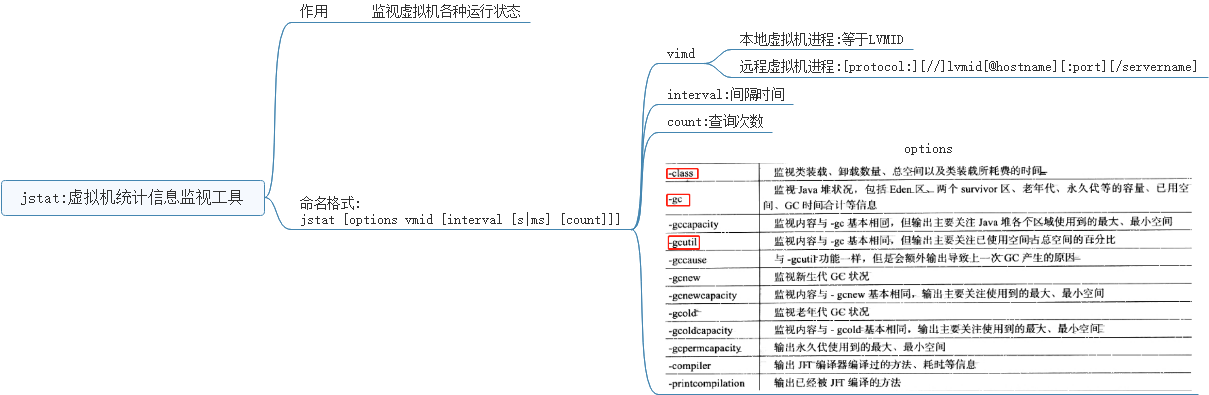 作用
监视虚拟机各种运行状态
jstat:虚拟机统计信息监视工具
命名格式:
jstat [options vmid [interval [s|ms] [count]]]
vimd
本地虚拟机进程:等于LVMID
远程虚拟机进程:[protocol:][//]lvmid[@hostname][:port][/servername]
interval:间隔时间
count:查询次数
options
-class 监视类装载、卸载数量、总空间以及类装载所耗费的时间
-gc 监视 Java 堆状况，包括 Eden 区、两个 survivor 区、老年代、永久代等的容量、已用空
间、GC 时间合计等信息
-gccapacity 监视内容与 -gc 基本相同，但输出主要关注 Java 堆各个区域使用到的最大、最小空间
-gcutil 监视内容与 -gc 基本相同，但输出主要关注已使用空间占总空间的百分比
-gccause 与 -gcutil 功能一样，但是会额外输出导致上一次 GC 产生的原因
-gcnew 监视新生代 GC 状况
-gcnewcapacity 监视内容与 - gcnew 基本相同，输出主要关注使用到的最大、最小空间
-gcold 监视老年代 GC 状况
-gcoldcapacity 监视内容与 - gcold 基本相同，输出主要关注使用到的最大、最小空间
-gcpermcapacity 输出永久代使用到的最大、最小空间
-compiler 输出 JIT 编译器编译过的方法、耗时等信息
-printcompilation 输出已经被 JIT 编译的方法